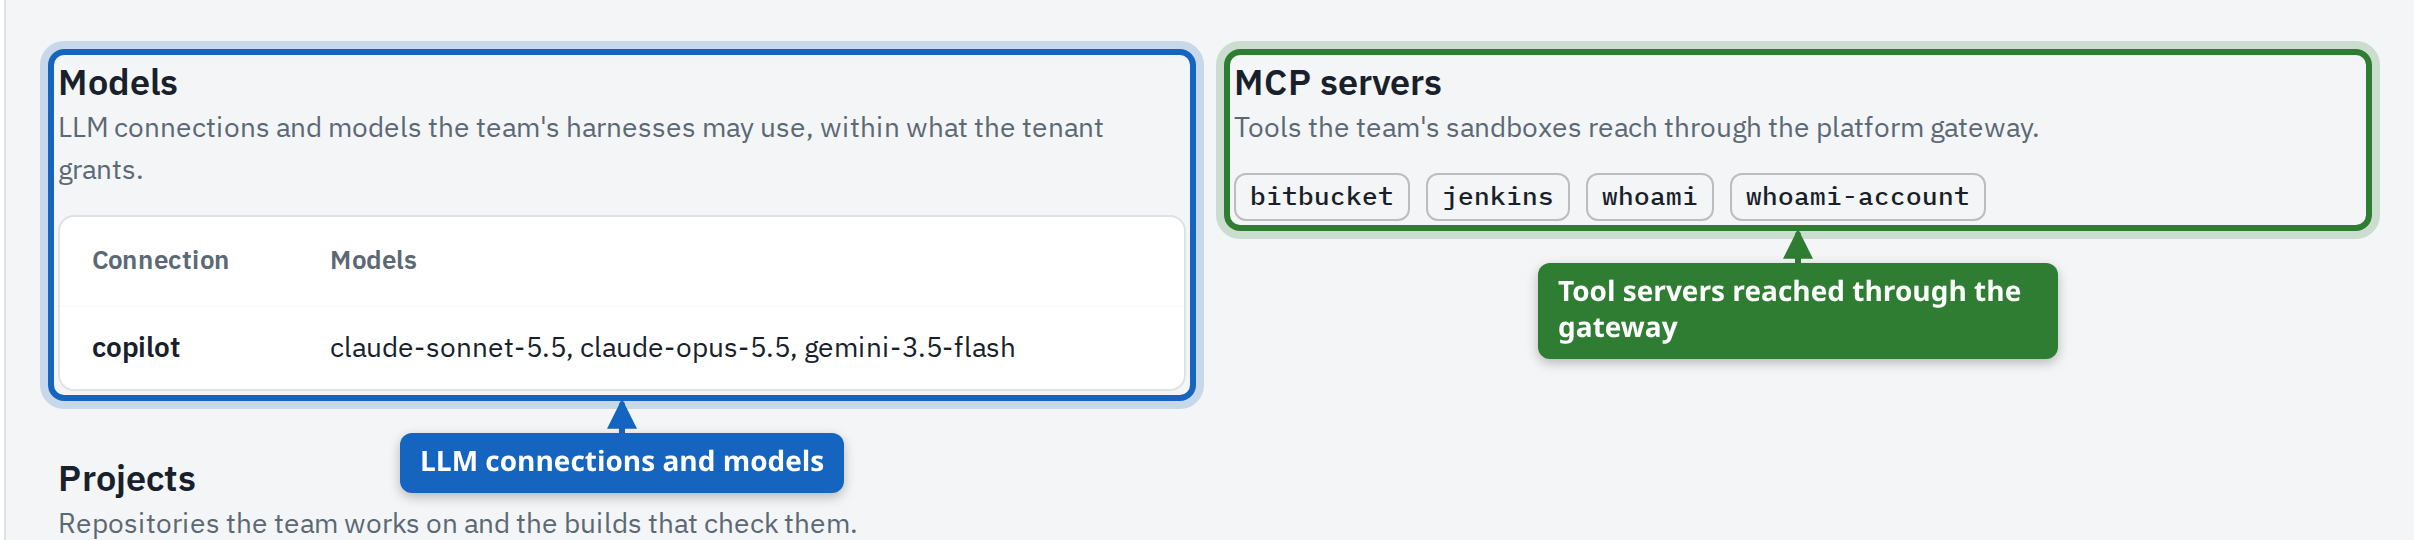 Models
LLM connections and models the team's harnesses may use, within what the tenant
grants.
Connection Models
copilot claude-sonnet-5.5, claude-opus-5.5, gemini-3.5-flash
LLM connections and models
MCP servers
Tools the team's sandboxes reach through the platform gateway.
bitbucket jenkins whoami whoami-account
Tool servers reached through the
gateway
Projects
Repositories the team works on and the builds that check them.